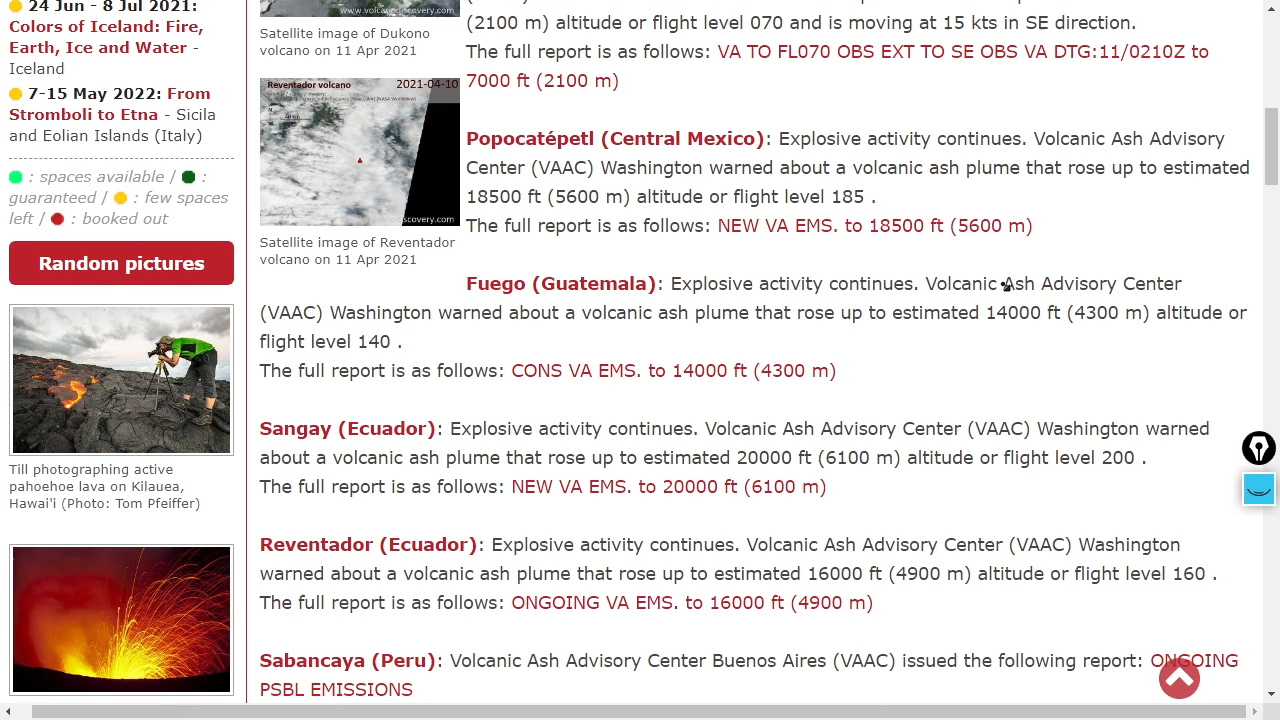 24 Jun - 8 Jul 2021:
Colors of Iceland: Fire,
Earth, Ice and Water -
Iceland
7-15 May 2022: From
Stromboli to Etna - Sicila
and Eolian Islands (Italy)
: spaces available / :
guaranteed / : few spaces
left / : booked out
Random pictures
Till photographing active
pahoehoe lava on Kilauea,
Hawai'i (Photo: Tom Pfeiffer)
www.volcanodiscovery.com
Satellite image of Dukono
volcano on 11 Apr 2021
Reventador volcano 2021-04-10
Satellite image of Reventador
volcano on 11 Apr 2021
(2100 m) altitude or flight level 070 and is moving at 15 kts in SE direction.
The full report is as follows: VA TO FL070 OBS EXT TO SE OBS VA DTG:11/0210Z to
7000 ft (2100 m)
Popocatépetl (Central Mexico): Explosive activity continues. Volcanic Ash Advisory
Center (VAAC) Washington warned about a volcanic ash plume that rose up to estimated
18500 ft (5600 m) altitude or flight level 185 .
The full report is as follows: NEW VA EMS. to 18500 ft (5600 m)
Fuego (Guatemala): Explosive activity continues. Volcanic Ash Advisory Center
(VAAC) Washington warned about a volcanic ash plume that rose up to estimated 14000 ft (4300 m) altitude or
flight level 140 .
The full report is as follows: CONS VA EMS. to 14000 ft (4300 m)
Sangay (Ecuador): Explosive activity continues. Volcanic Ash Advisory Center (VAAC) Washington warned
about a volcanic ash plume that rose up to estimated 20000 ft (6100 m) altitude or flight level 200 .
The full report is as follows: NEW VA EMS. to 20000 ft (6100 m)
Reventador (Ecuador): Explosive activity continues. Volcanic Ash Advisory Center (VAAC) Washington
warned about a volcanic ash plume that rose up to estimated 16000 ft (4900 m) altitude or flight level 160 .
The full report is as follows: ONGOING VA EMS. to 16000 ft (4900 m)
Sabancaya (Peru): Volcanic Ash Advisory Center Buenos Aires (VAAC) issued the following report: ONGOING
PSBL EMISSIONS